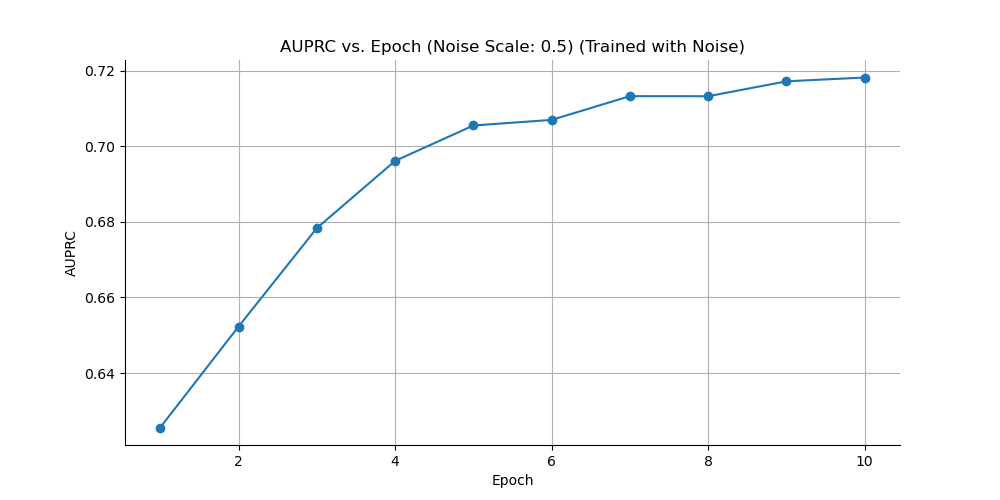 AUPRC vs. Epoch (Noise Scale: 0.5) (Trained with Noise)
0.72
0.70
0.68
0.66
0.64
AUPRC
2 4 6 8 10
Epoch